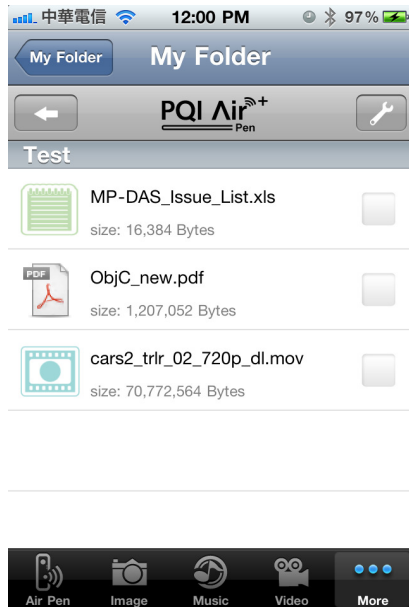 中華電信 12:00 PM 97%
My Folder My Folder
PQI Air+
Pen
Test
MP-DAS_Issue_List.xls
size: 16,384 Bytes
PDF
ObjC_new.pdf
size: 1,207,052 Bytes
cars2_trlr_02_720p_dl.mov
size: 70,772,564 Bytes
Air Pen Image Music Video More